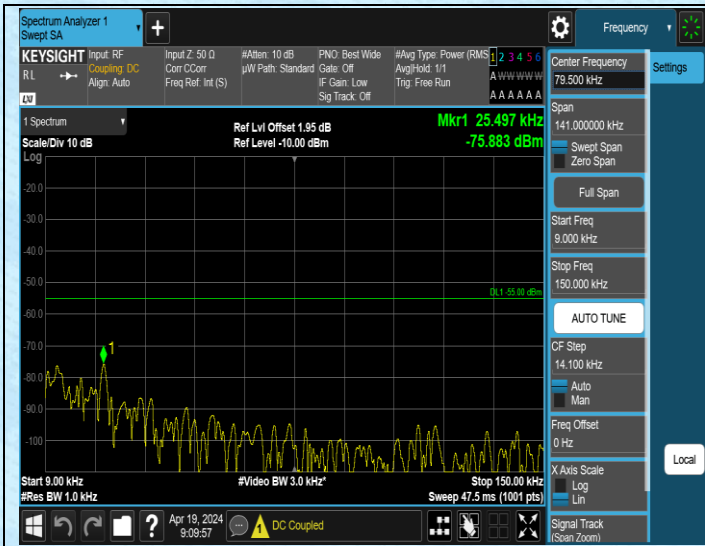 Spectrum Analyzer 1
Swept SA
Frequency
KEYSIGHT
RL
LXI
Input: RF
Coupling: DC
Align: Auto
Input Z: 50 Ω
Corr CCorr
Freq Ref: Int (S)
#Atten: 10 dB
µW Path: Standard
PNO: Best Wide
Gate: Off
IF Gain: Low
Sig Track: Off
#Avg Type: Power (RMS
Avg|Hold: 1/1
Trig: Free Run
1 2 3 4 5 6
A W W W W W
A A A A A A
1 Spectrum
Scale/Div 10 dB
Ref Lvl Offset 1.95 dB
Ref Level -10.00 dBm
Mkr1 25.497 kHz
-75.883 dBm
Log
-20.0
-30.0
-40.0
-50.0
DL1 -55.00 dBm
-60.0
-70.0
1
-80.0
-90.0
-100
Start 9.00 kHz
#Res BW 1.0 kHz
#Video BW 3.0 kHz*
Stop 150.00 kHz
Sweep 47.5 ms (1001 pts)
Center Frequency
79.500 kHz
Settings
Span
141.000000 kHz
Swept Span
Zero Span
Full Span
Start Freq
9.000 kHz
Stop Freq
150.000 kHz
AUTO TUNE
CF Step
14.100 kHz
Auto
Man
Freq Offset
0 Hz
X Axis Scale
Log
Lin
Signal Track
(Span Zoom)
Local
?
Apr 19, 2024
9:09:57
DC Coupled